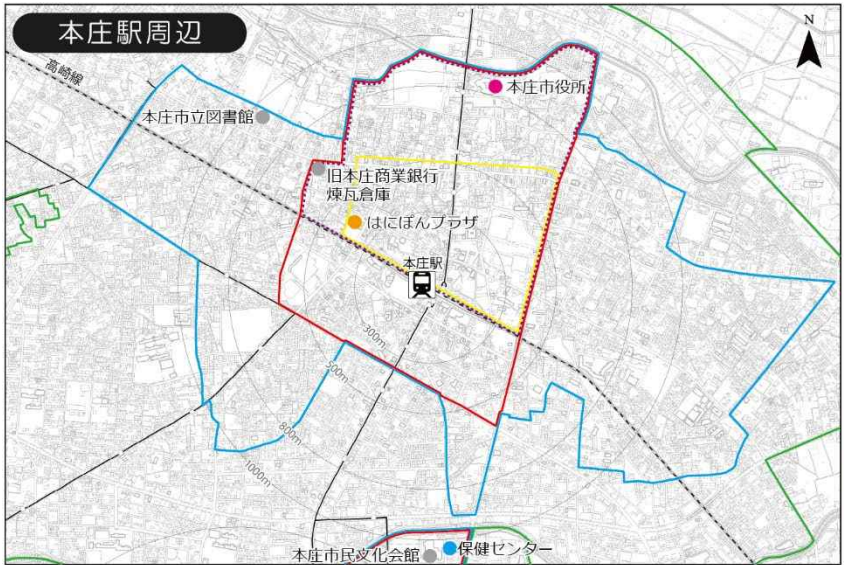 本庄駅周辺
N
高崎線
本庄市役所
本庄市立図書館
旧本庄商業銀行
煉瓦倉庫
はにぽんプラザ
本庄駅
300m
500m
800m
1000m
本庄市民文化会館
保健センター